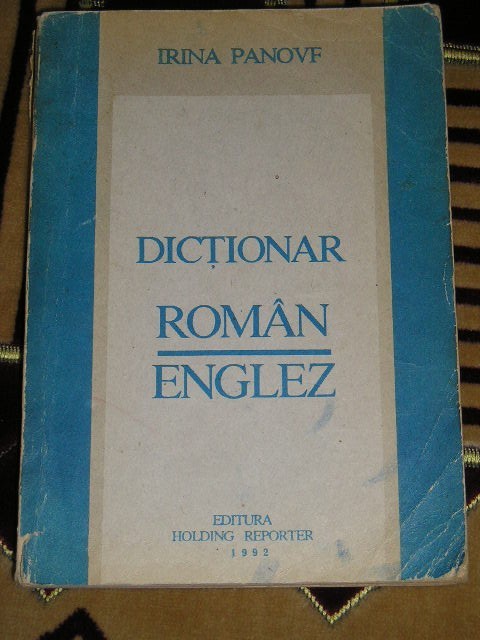 IRINA PANOVF
DICȚIONAR
ROMÂN
ENGLEZ
EDITURA
HOLDING REPORTER
1992